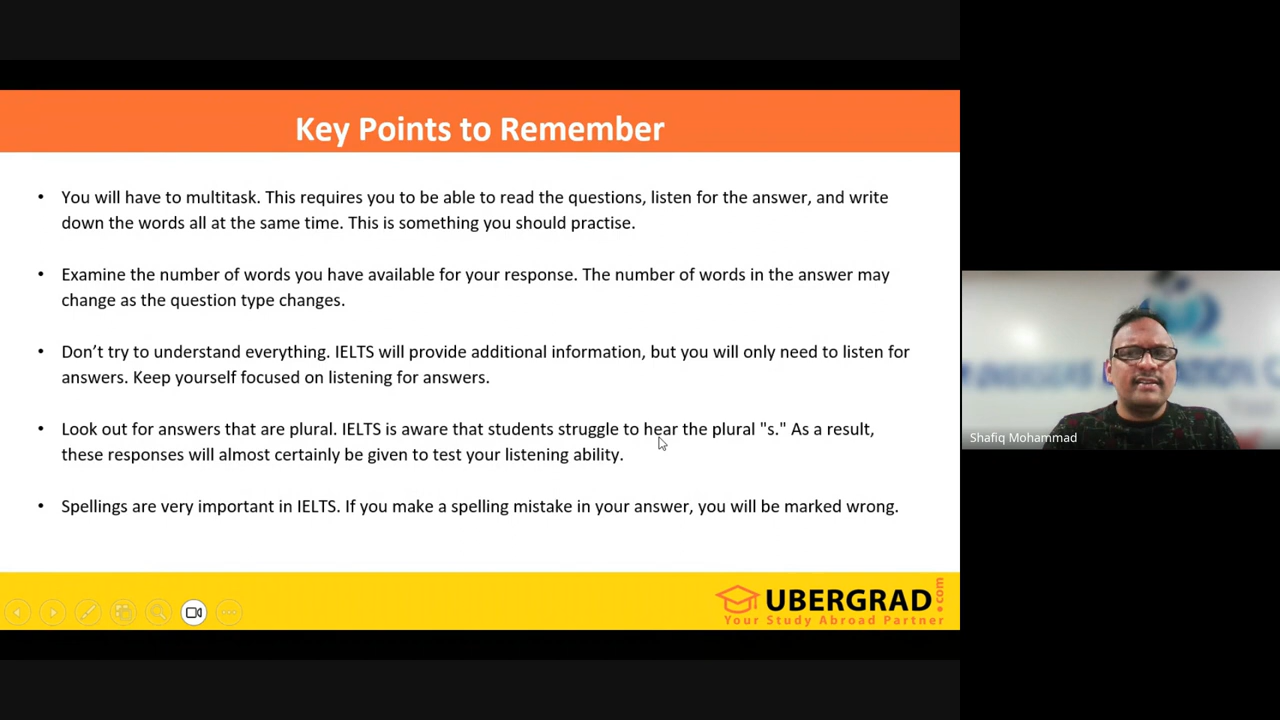 Key Points to Remember
• You will have to multitask. This requires you to be able to read the questions, listen for the answer, and write
down the words all at the same time. This is something you should practise.
• Examine the number of words you have available for your response. The number of words in the answer may
change as the question type changes.
• Don’t try to understand everything. IELTS will provide additional information, but you will only need to listen for
answers. Keep yourself focused on listening for answers.
• Look out for answers that are plural. IELTS is aware that students struggle to hear the plural "s." As a result,
these responses will almost certainly be given to test your listening ability.
• Spellings are very important in IELTS. If you make a spelling mistake in your answer, you will be marked wrong.
UBERGRAD.com
Your Study Abroad Partner
Shafiq Mohammad